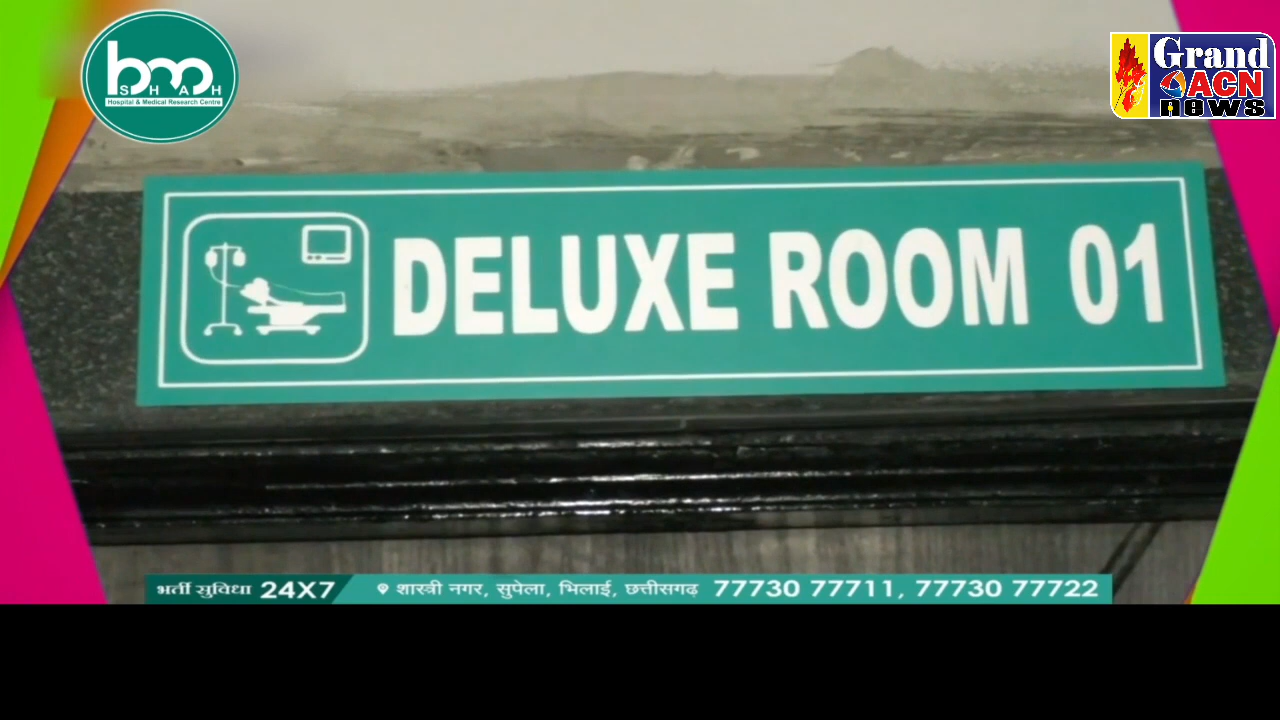 bm
SHAH
Hospital & Medical Research Centre
Grand
ACN
news
DELUXE ROOM 01
भर्ती सुविधा 24X7
शास्त्री नगर, सुपेला, भिलाई, छत्तीसगढ़ 77730 77711, 77730 77722